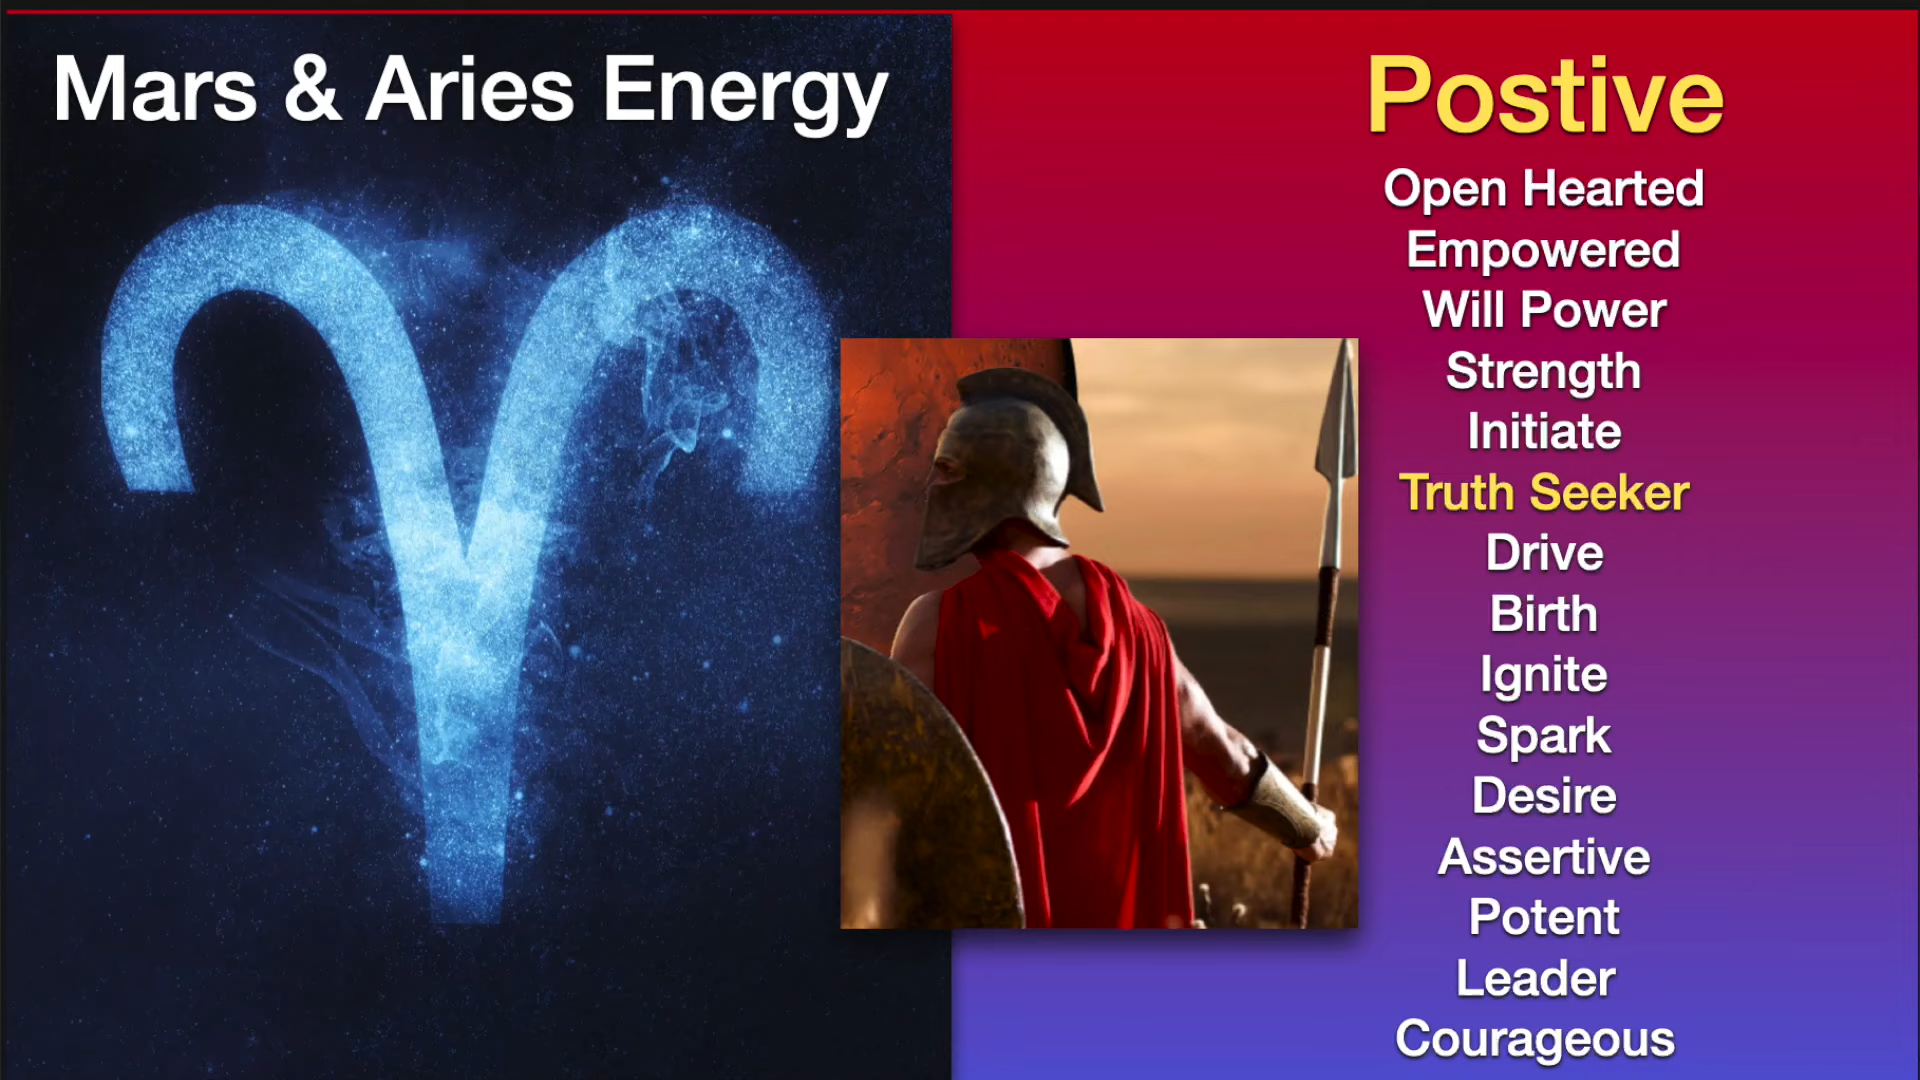 Mars & Aries Energy
Postive
Open Hearted
Empowered
Will Power
Strength
Initiate
Truth Seeker
Drive
Birth
Ignite
Spark
Desire
Assertive
Potent
Leader
Courageous